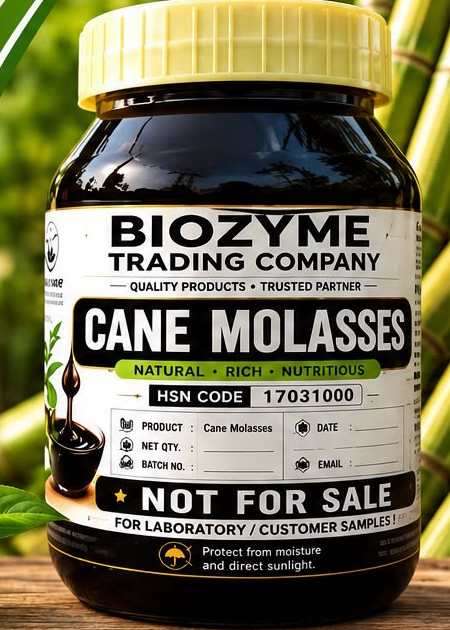 BIOZYME
TRADING COMPANY
QUALITY PRODUCTS • TRUSTED PARTNER
CANE MOLASSES
NATURAL • RICH • NUTRITIOUS
HSN CODE 17031000
PRODUCT : Cane Molasses
NET QTY. :
BATCH NO. :
DATE :
EMAIL :
NOT FOR SALE
FOR LABORATORY / CUSTOMER SAMPLES !
Protect from moisture
and direct sunlight.